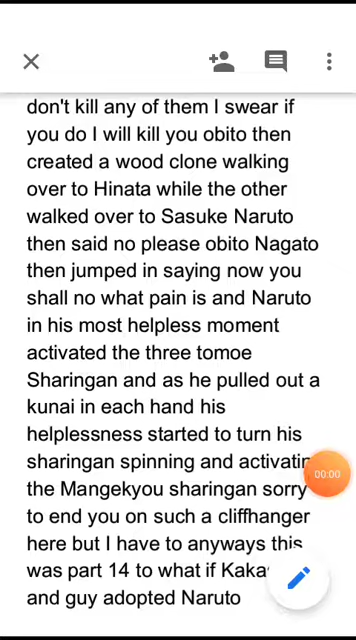 don't kill any of them I swear if
you do I will kill you obito then
created a wood clone walking
over to Hinata while the other
walked over to Sasuke Naruto
then said no please obito Nagato
then jumped in saying now you
shall no what pain is and Naruto
in his most helpless moment
activated the three tomoe
Sharingan and as he pulled out a
kunai in each hand his
helplessness started to turn his
sharingan spinning and
00:00
the Mangekyou sharingan sorry
to end you on such a cliffhanger
here but I have to anyways this
was part 14 to what if
and guy adopted Naruto